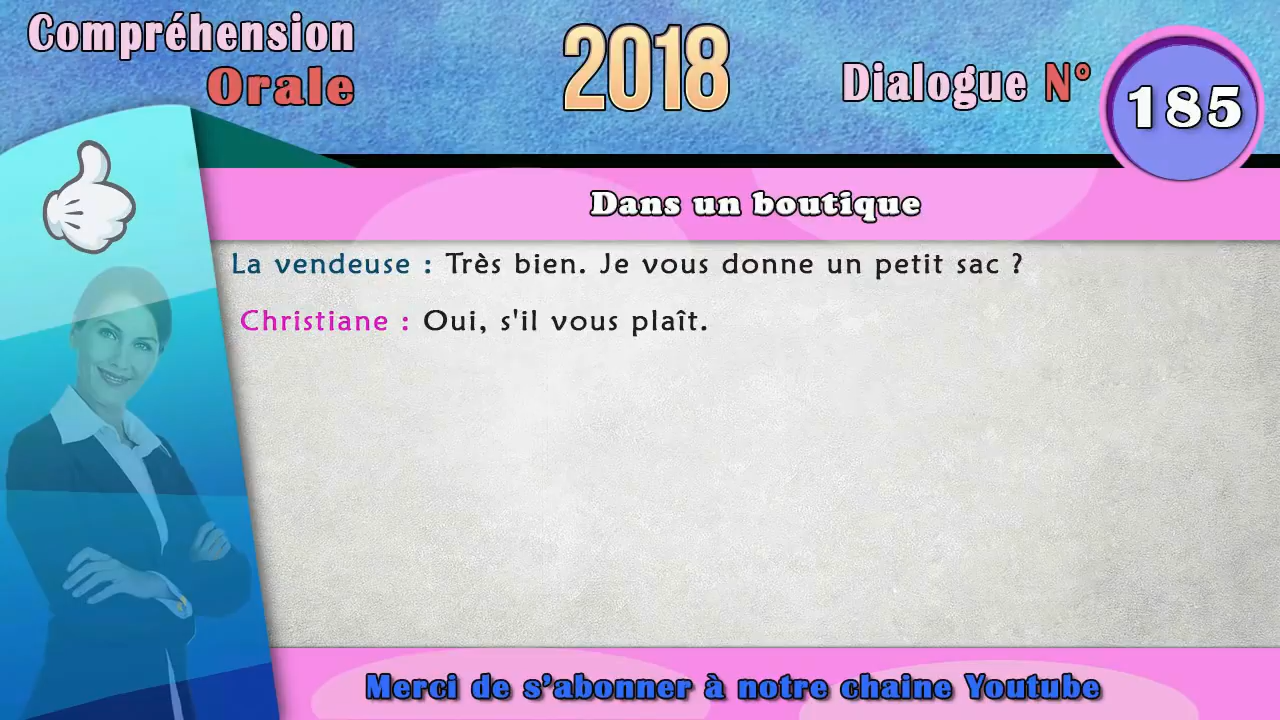 Compréhension
Orale
2018
Dialogue N°
185
Dans un boutique
La vendeuse : Très bien. Je vous donne un petit sac ?
Christiane : Oui, s'il vous plaît.
Merci de s’abonner à notre chaine Youtube